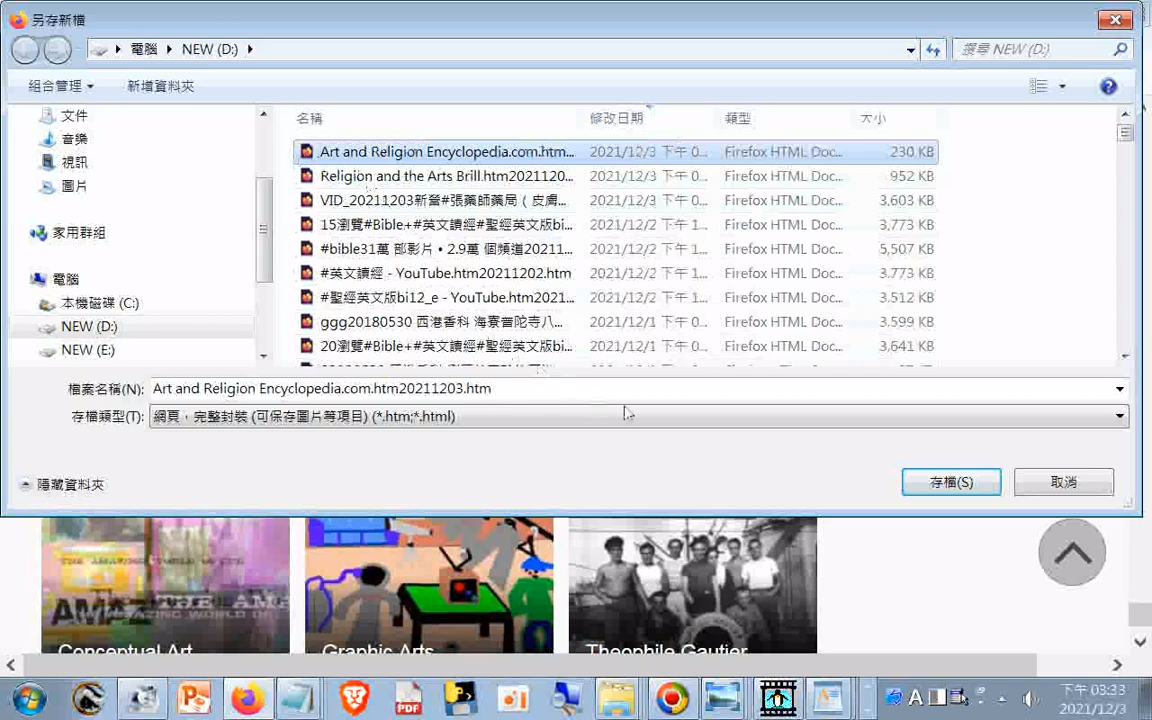 另存新檔
電腦 NEW (D:)
搜尋 NEW (D:)
組合管理 新增資料夾
文件
音樂
視訊
圖片
家用群組
電腦
本機磁碟 (C:)
NEW (D:)
NEW (E:)
名稱 修改日期 類型 大小
Art and Religion Encyclopedia.com.htm... 2021/12/3 下午 0... Firefox HTML Doc... 230 KB
Religion and the Arts Brill.htm2021120... 2021/12/3 下午 0... Firefox HTML Doc... 952 KB
VID_20211203新營#張藥師藥局 ( 皮膚... 2021/12/3 下午 0... Firefox HTML Doc... 3,603 KB
15瀏覽#Bible+#英文讀經#聖經英文版bi... 2021/12/2 下午 1... Firefox HTML Doc... 3,773 KB
#bible31萬 部影片 • 2.9萬 個頻道20211... 2021/12/2 下午 1... Firefox HTML Doc... 5,507 KB
#英文讀經 - YouTube.htm20211202.htm 2021/12/2 下午 1... Firefox HTML Doc... 3,773 KB
#聖經英文版bi12_e - YouTube.htm2021... 2021/12/2 下午 1... Firefox HTML Doc... 3,512 KB
ggg20180530 西港香科 海寮普陀寺八... 2021/12/1 下午 0... Firefox HTML Doc... 3,599 KB
20瀏覽#Bible+#英文讀經#聖經英文版bi... 2021/12/1 下午 0... Firefox HTML Doc... 3,641 KB
檔案名稱(N): Art and Religion Encyclopedia.com.htm20211203.htm
存檔類型(T): 網頁，完整封裝 (可保存圖片等項目) (*.htm;*.html)
隱藏資料夾 存檔(S) 取消
THE AMAZING WORLD OF
Conceptual Art Graphic Arts Theophile Gautier
PDF
A
下午 03:33
2021/12/3